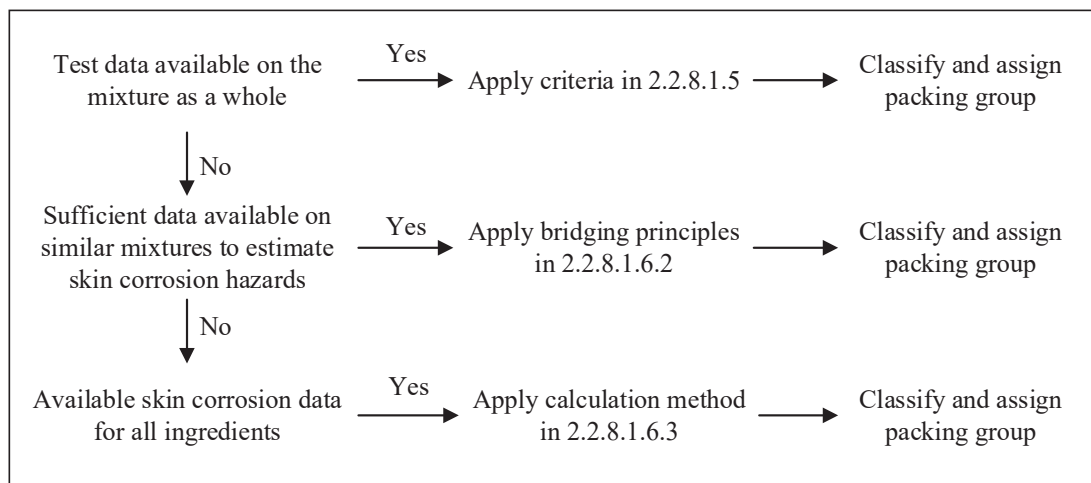 Test data available on the
mixture as a whole
Yes
Apply criteria in 2.2.8.1.5
Classify and assign
packing group
No
Sufficient data available on
similar mixtures to estimate
skin corrosion hazards
Yes
Apply bridging principles
in 2.2.8.1.6.2
Classify and assign
packing group
No
Available skin corrosion data
for all ingredients
Yes
Apply calculation method
in 2.2.8.1.6.3
Classify and assign
packing group